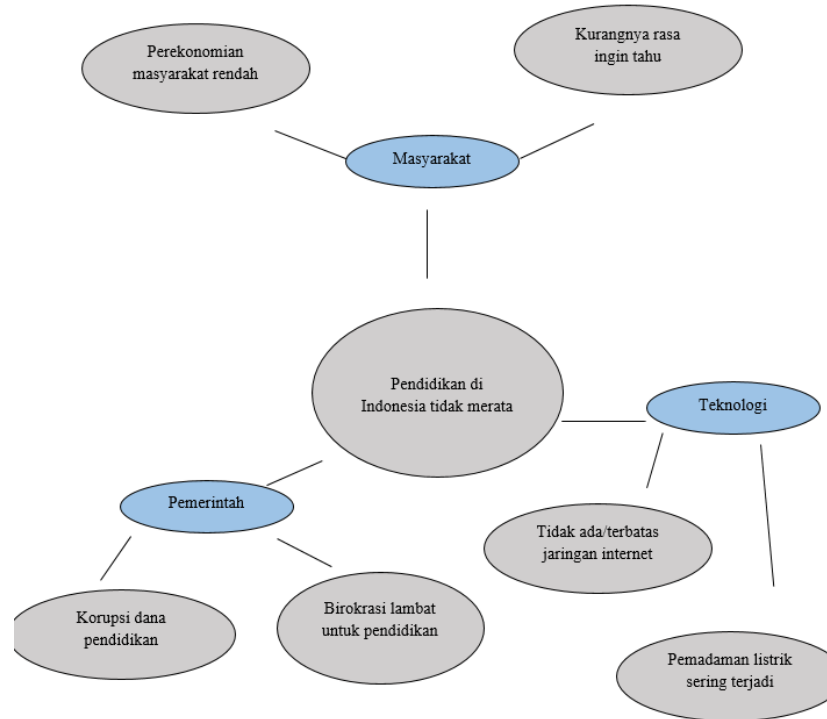 Perekonomian
masyarakat rendah
Kurangnya rasa
ingin tahu
Masyarakat
Pendidikan di
Indonesia tidak merata
Teknologi
Pemerintah
Tidak ada/terbatas
jaringan internet
Korupsi dana
pendidikan
Birokrasi lambat
untuk pendidikan
Pemadaman listrik
sering terjadi